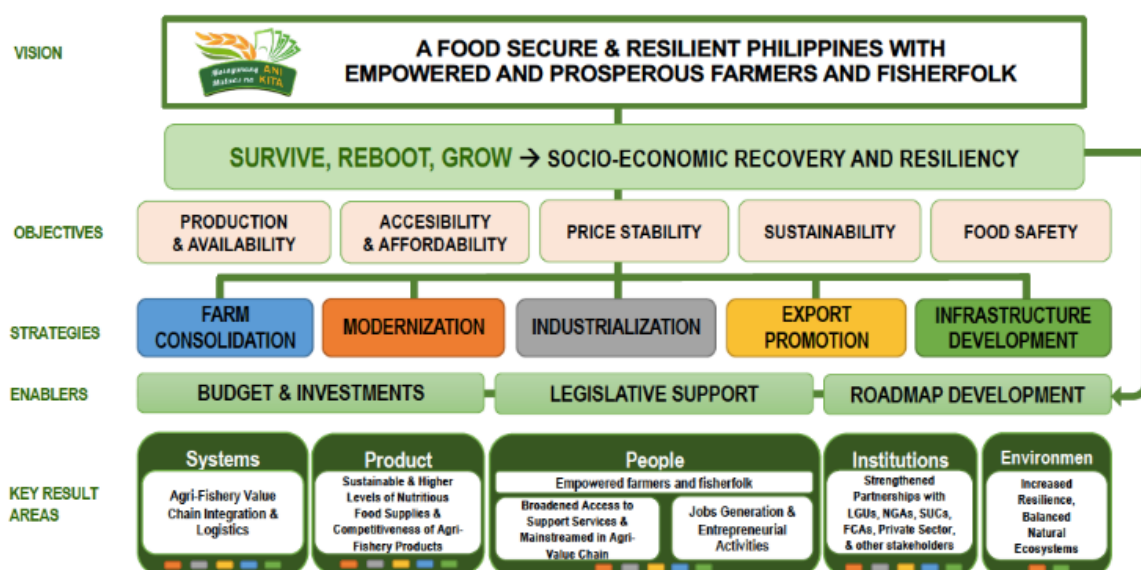 VISION
Masaganang ANI
Mataas na KITA
A FOOD SECURE & RESILIENT PHILIPPINES WITH
EMPOWERED AND PROSPEROUS FARMERS AND FISHERFOLK
SURVIVE, REBOOT, GROW → SOCIO-ECONOMIC RECOVERY AND RESILIENCY
OBJECTIVES
PRODUCTION
& AVAILABILITY
ACCESIBILITY
& AFFORDABILITY
PRICE STABILITY
SUSTAINABILITY
FOOD SAFETY
STRATEGIES
FARM
CONSOLIDATION
MODERNIZATION
INDUSTRIALIZATION
EXPORT
PROMOTION
INFRASTRUCTURE
DEVELOPMENT
ENABLERS
BUDGET & INVESTMENTS
LEGISLATIVE SUPPORT
ROADMAP DEVELOPMENT
KEY RESULT
AREAS
Systems
Agri-Fishery Value
Chain Integration &
Logistics
Product
Sustainable & Higher
Levels of Nutritious
Food Supplies &
Competitiveness of Agri-
Fishery Products
People
Empowered farmers and fisherfolk
Broadened Access to
Support Services &
Mainstreamed in Agri-
Value Chain
Jobs Generation &
Entrepreneurial
Activities
Institutions
Strengthened
Partnerships with
LGUs, NGAs, SUCs,
FCAs, Private Sector,
& other stakeholders
Environmen
Increased
Resilience,
Balanced
Natural
Ecosystems